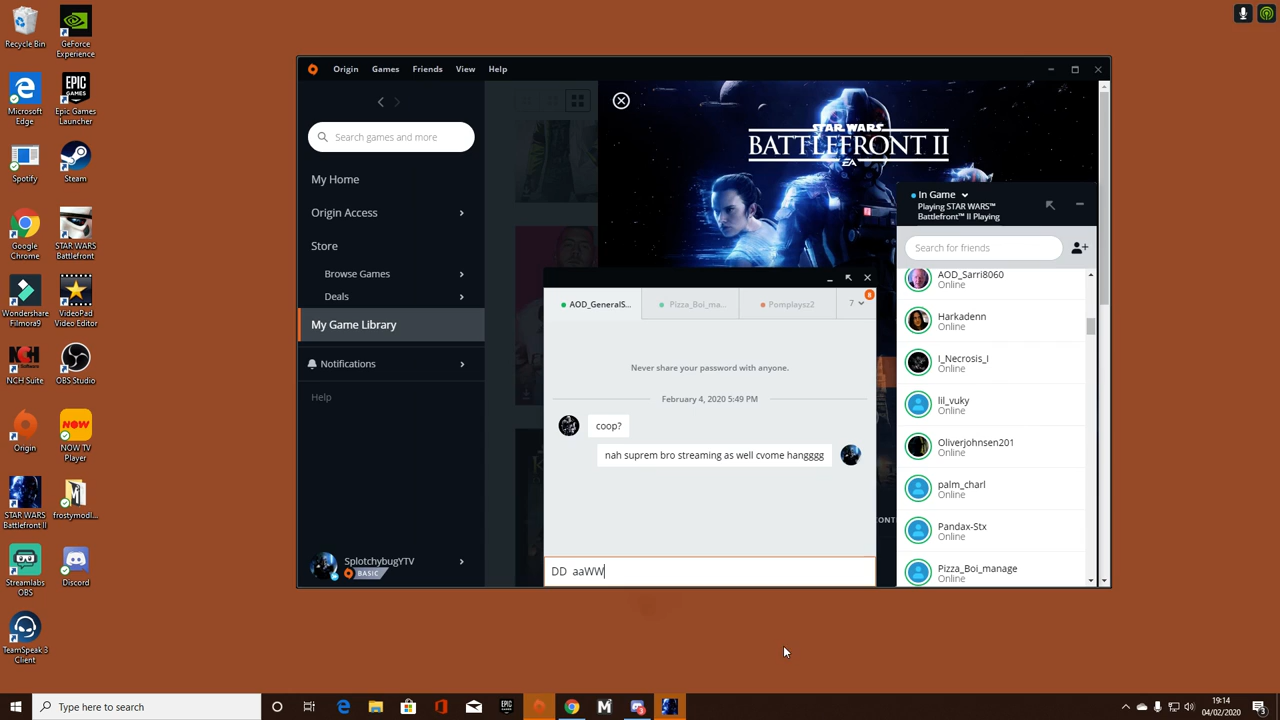 Recycle Bin
GeForce
Experience
Microsoft
Edge
Epic Games
Launcher
Spotify
Steam
Google
Chrome
STAR WARS
Battlefront
Wondershare
Filmora9
VideoPad
Video Editor
NCH Suite
OBS Studio
Origin
NOW TV
Player
STAR WARS
Battlefront II
frostymodl...
Streamlabs
OBS
Discord
TeamSpeak 3
Client
Origin Games Friends View Help
Search games and more
My Home
Origin Access
Store
Browse Games
Deals
My Game Library
Notifications
Help
SplotchybugYTV
BASIC
STAR WARS
BATTLEFRONT II
EA
AOD_GeneralS... Pizza_Boi_ma... Pomplaysz2 7 8
Never share your password with anyone.
February 4, 2020 5:49 PM
coop?
nah suprem bro streaming as well cvome hangggg
DD aaWW
ONT
In Game
Playing STAR WARS™
Battlefront™ II Playing
Search for friends
AOD_Sarri8060
Online
Harkadenn
Online
I_Necrosis_I
Online
lil_vuky
Online
Oliverjohnsen201
Online
palm_charl
Online
Pandax-Stx
Online
Pizza_Boi_manage
Online
Type here to search
19:14
04/02/2020